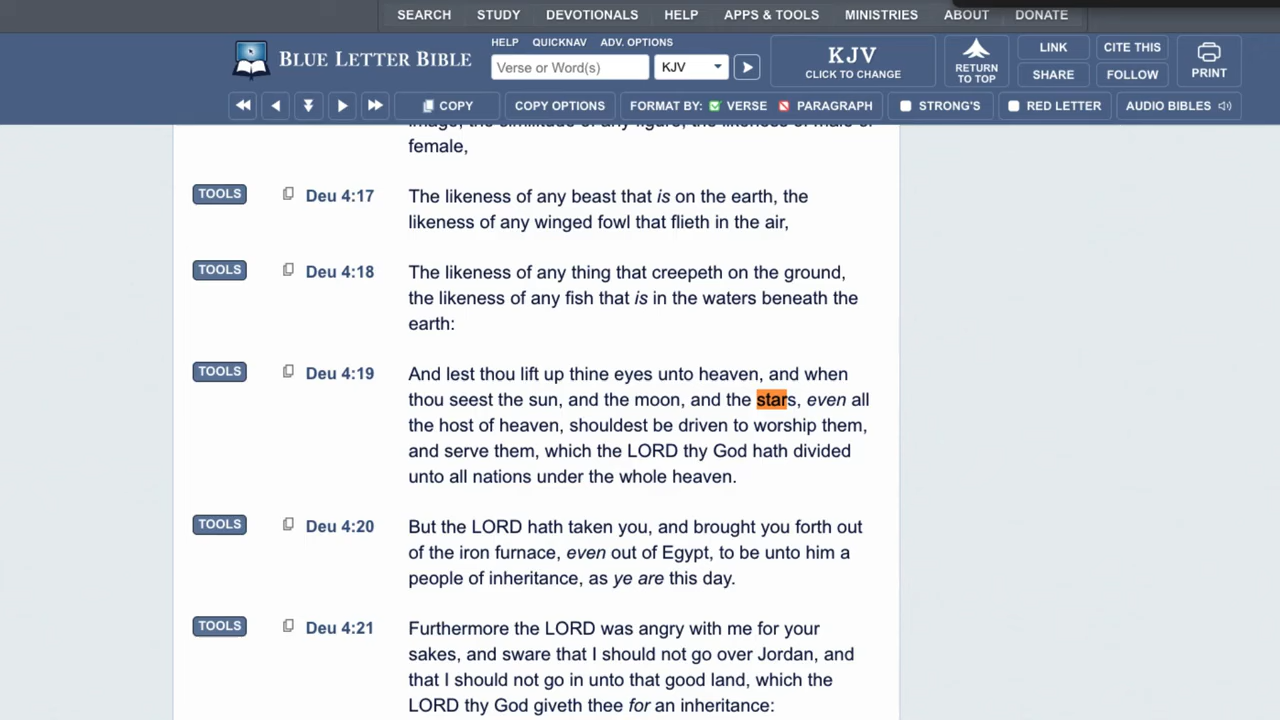 SEARCH STUDY DEVOTIONALS HELP APPS & TOOLS MINISTRIES ABOUT DONATE
BLUE LETTER BIBLE
HELP QUICKNAV ADV. OPTIONS
Verse or Word(s) KJV
KJV
CLICK TO CHANGE
RETURN
TO TOP
LINK CITE THIS
SHARE FOLLOW
PRINT
COPY COPY OPTIONS FORMAT BY: VERSE PARAGRAPH STRONG'S RED LETTER AUDIO BIBLES
image, the similitude of any figure, the likeness of male or
female,
TOOLS Deu 4:17 The likeness of any beast that is on the earth, the
likeness of any winged fowl that flieth in the air,
TOOLS Deu 4:18 The likeness of any thing that creepeth on the ground,
the likeness of any fish that is in the waters beneath the
earth:
TOOLS Deu 4:19 And lest thou lift up thine eyes unto heaven, and when
thou seest the sun, and the moon, and the stars, even all
the host of heaven, shouldest be driven to worship them,
and serve them, which the LORD thy God hath divided
unto all nations under the whole heaven.
TOOLS Deu 4:20 But the LORD hath taken you, and brought you forth out
of the iron furnace, even out of Egypt, to be unto him a
people of inheritance, as ye are this day.
TOOLS Deu 4:21 Furthermore the LORD was angry with me for your
sakes, and sware that I should not go over Jordan, and
that I should not go in unto that good land, which the
LORD thy God giveth thee for an inheritance: